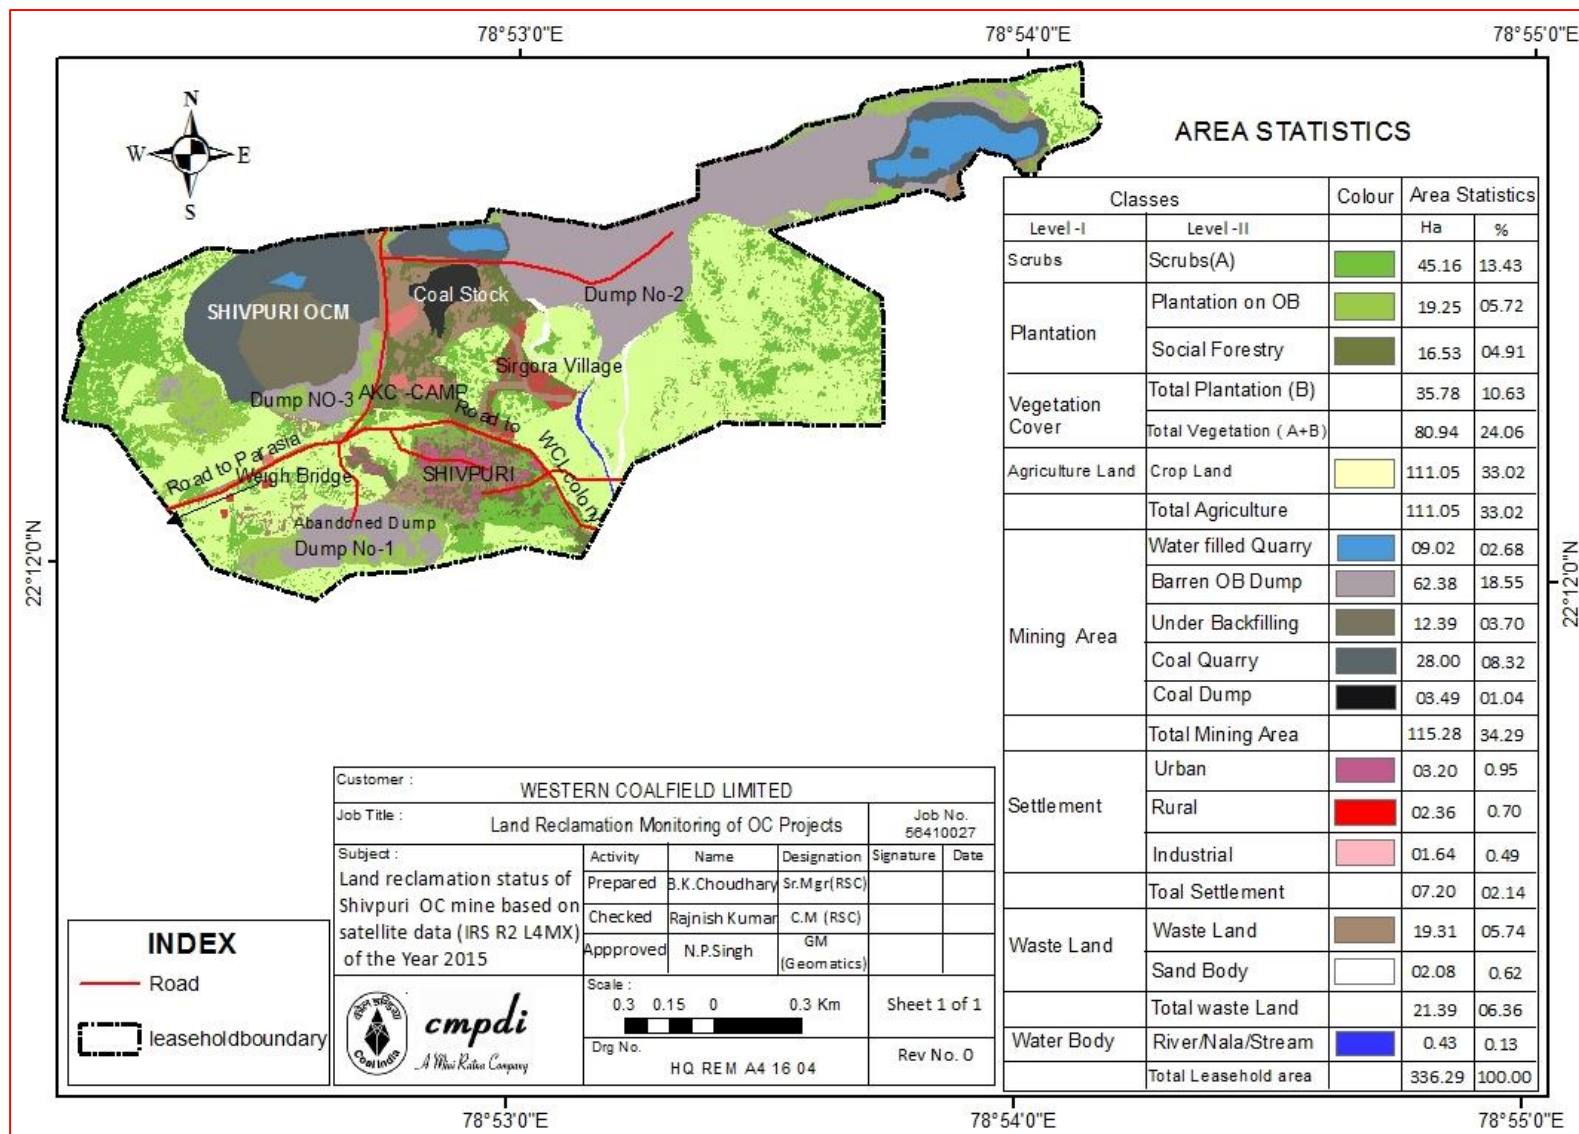 78°53'0"E 78°54'0"E 78°55'0"E
N
W E
S
AREA STATISTICS
Classes Colour Area Statistics
Level -I Level -II Ha %
Scrubs Scrubs(A) 45.16 13.43
Plantation Plantation on OB 19.25 05.72
Social Forestry 16.53 04.91
Vegetation Cover Total Plantation (B) 35.78 10.63
Total Vegetation ( A+B) 80.94 24.06
Agriculture Land Crop Land 111.05 33.02
Total Agriculture 111.05 33.02
Mining Area Water filled Quarry 09.02 02.68
Barren OB Dump 62.38 18.55
Under Backfilling 12.39 03.70
Coal Quarry 28.00 08.32
Coal Dump 03.49 01.04
Total Mining Area 115.28 34.29
Settlement Urban 03.20 0.95
Rural 02.36 0.70
Industrial 01.64 0.49
Toal Settlement 07.20 02.14
Waste Land Waste Land 19.31 05.74
Sand Body 02.08 0.62
Total waste Land 21.39 06.36
Water Body River/Nala/Stream 0.43 0.13
Total Leasehold area 336.29 100.00
SHIVPURI OCM
Coal Stock
Dump No-2
Sirgora Village
Dump NO-3
AKC -CAMP
Road to
WCL colony
Road to Parasia
Weigh Bridge
SHIVPURI
Abandoned Dump
Dump No-1
22°12'0"N
22°12'0"N
Customer :
WESTERN COALFIELD LIMITED
Job Title :
Land Reclamation Monitoring of OC Projects
Job No.
56410027
Subject :
Land reclamation status of
Shivpuri OC mine based on
satellite data (IRS R2 L4MX)
of the Year 2015
Activity Name Designation Signature Date
Prepared B.K.Choudhary Sr.Mgr(RSC)
Checked Rajnish Kumar C.M (RSC)
Appproved N.P.Singh GM
(Geomatics)
Scale :
0.3 0.15 0 0.3 Km
Sheet 1 of 1
Drg No.
HQ REM A4 16 04
Rev No. 0
Coal India
cmpdi
A Mini Ratna Company
INDEX
Road
leaseholdboundary
78°53'0"E 78°54'0"E 78°55'0"E